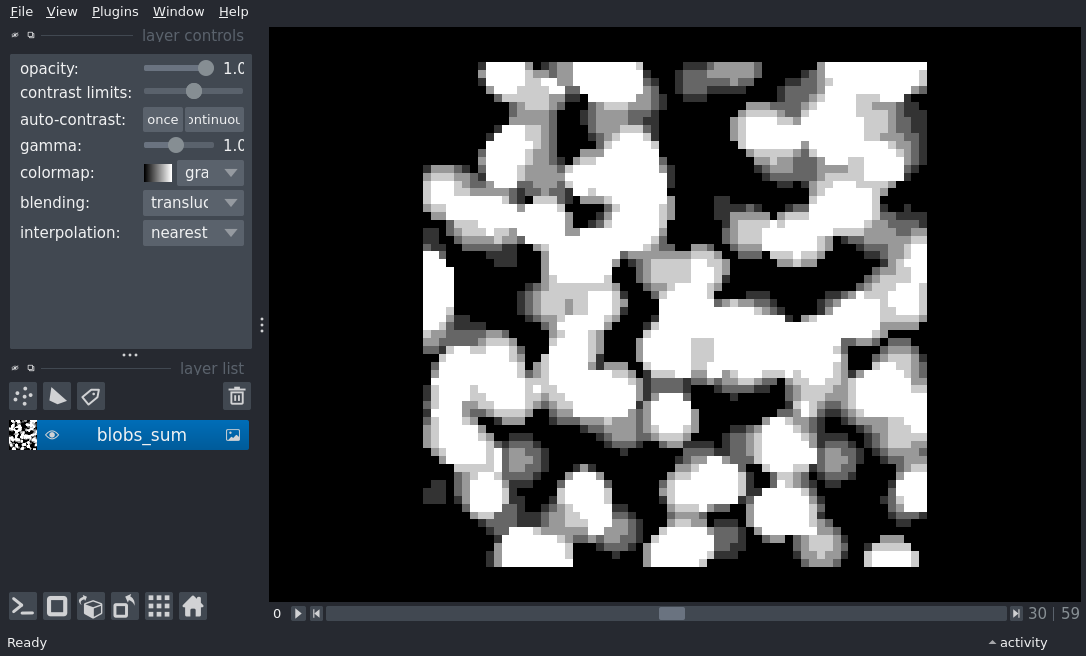 File View Plugins Window Help
layer controls
opacity: 1.0
contrast limits:
auto-contrast: once ontinuou
gamma: 1.0
colormap: gra
blending: transluc
interpolation: nearest
layer list
blobs_sum
0 30 | 59
Ready activity